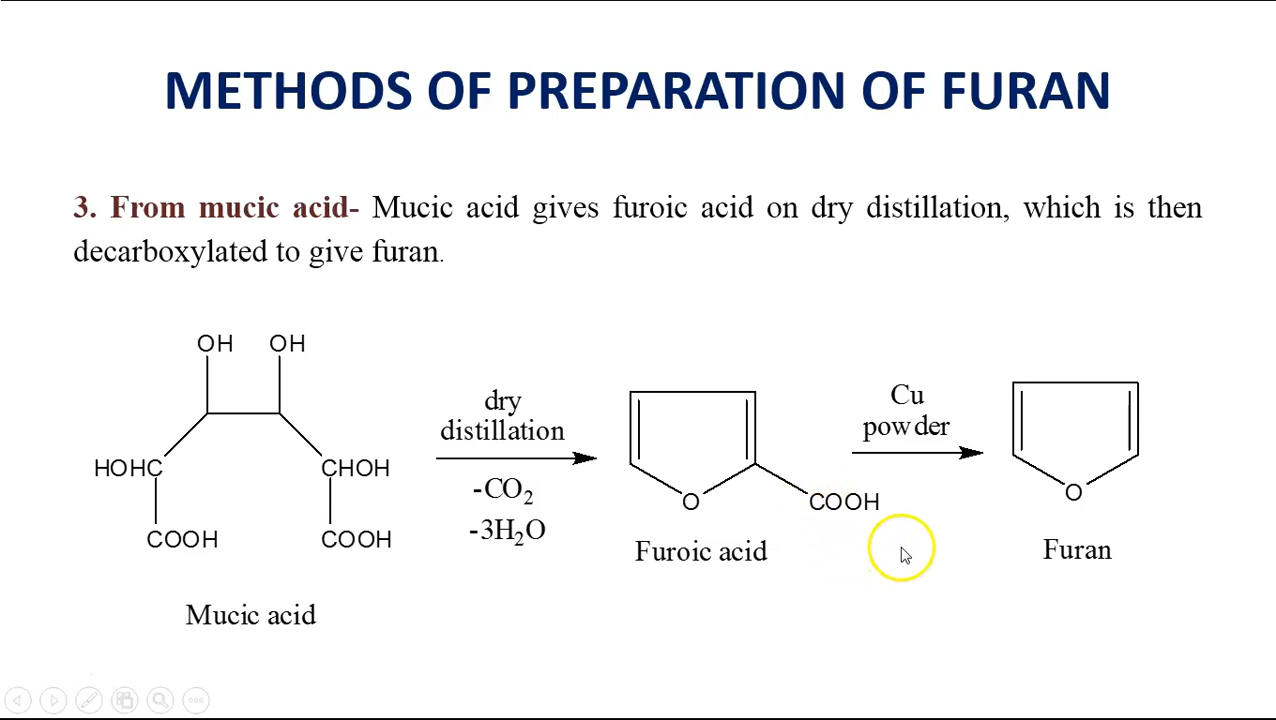 METHODS OF PREPARATION OF FURAN
3. From mucic acid- Mucic acid gives furoic acid on dry distillation, which is then
decarboxylated to give furan.
OH OH
HOHC CHOH
COOH COOH
Mucic acid
dry
distillation
-CO₂
-3H₂O
O
COOH
Furoic acid
Cu
powder
O
Furan